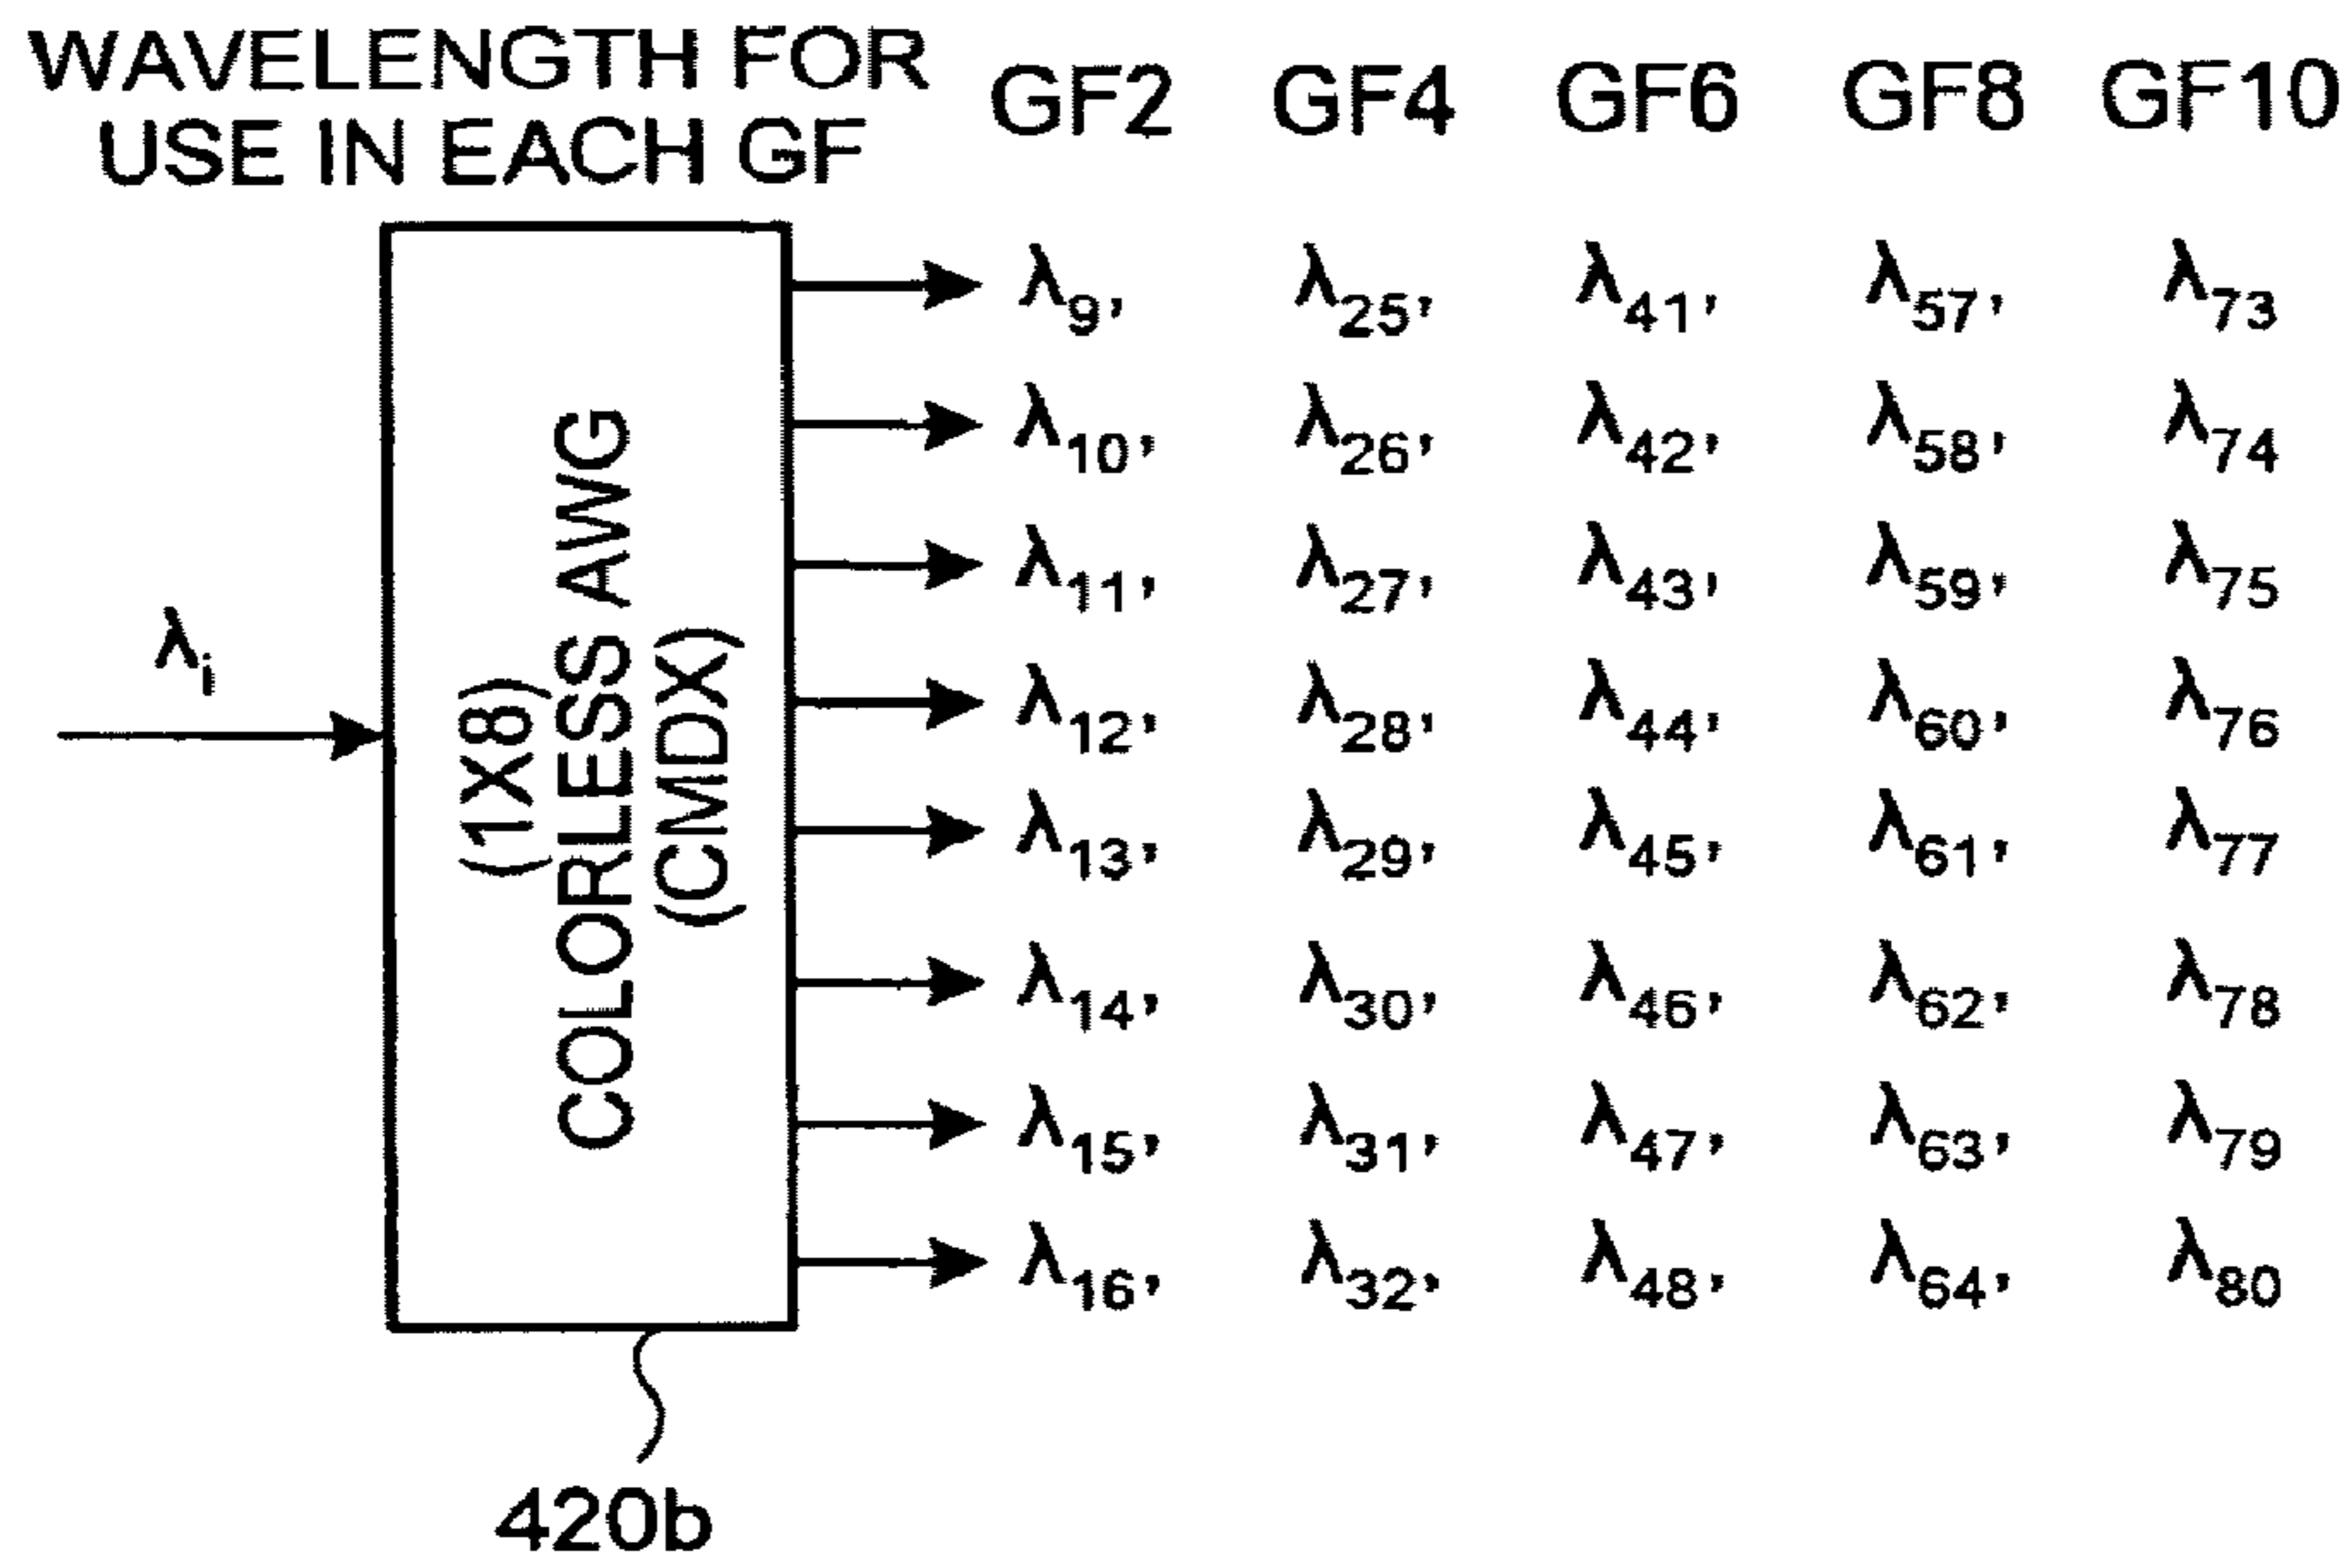 WAVELENGTH FOR
USE IN EACH GF
GF2 GF4 GF6 GF8 GF10
λi
(1X8)
COLORLESS AWG
(CMDX)
λ9, λ25, λ41, λ57, λ73
λ10, λ26, λ42, λ58, λ74
λ11, λ27, λ43, λ59, λ75
λ12, λ28, λ44, λ60, λ76
λ13, λ29, λ45, λ61, λ77
λ14, λ30, λ46, λ62, λ78
λ15, λ31, λ47, λ63, λ79
λ16, λ32, λ48, λ64, λ80
420b